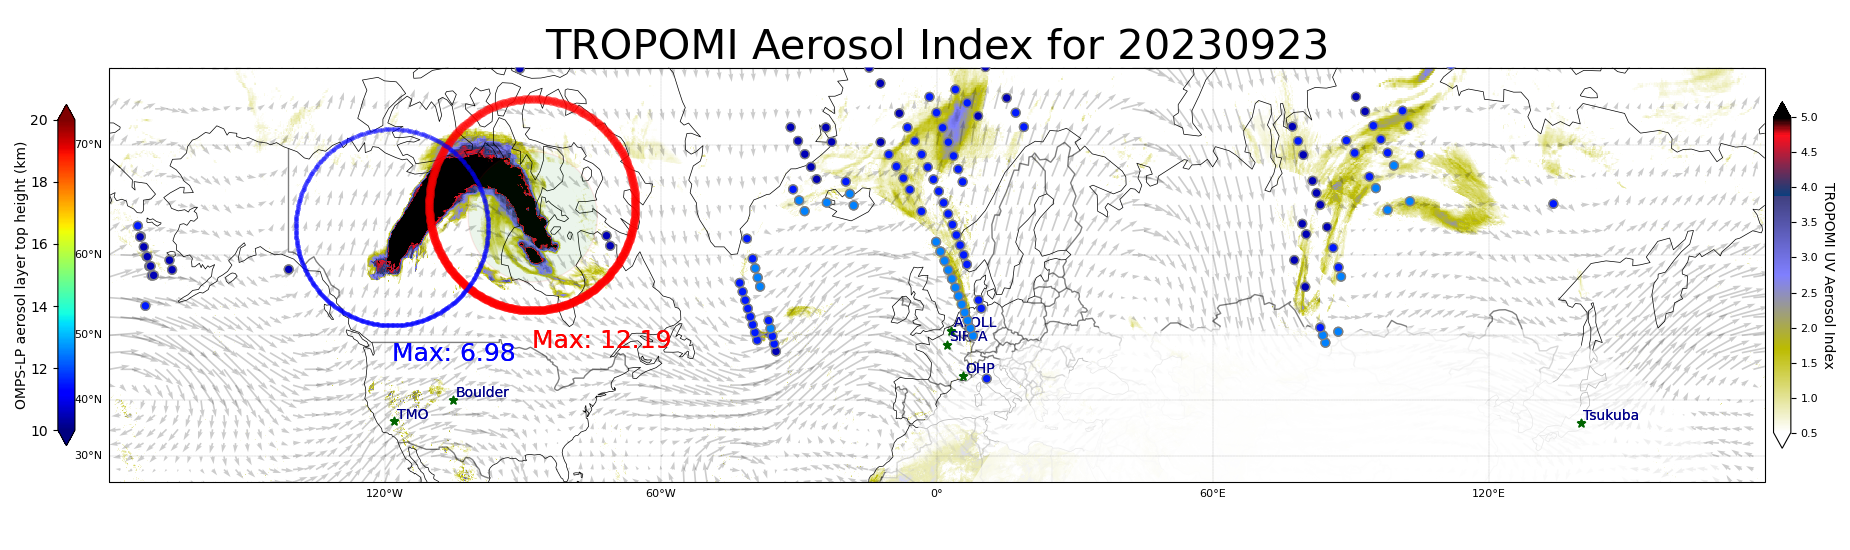 TROPOMI Aerosol Index for 20230923
OMPS-LP aerosol layer top height (km)
20
18
16
14
12
10
70°N
60°N
50°N
40°N
30°N
120°W
60°W
0°
60°E
120°E
Max: 6.98
Max: 12.19
Boulder
TMO
OHP
Tsukuba
5.0
4.5
4.0
3.5
3.0
2.5
2.0
1.5
1.0
0.5
TROPOMI UV Aerosol Index